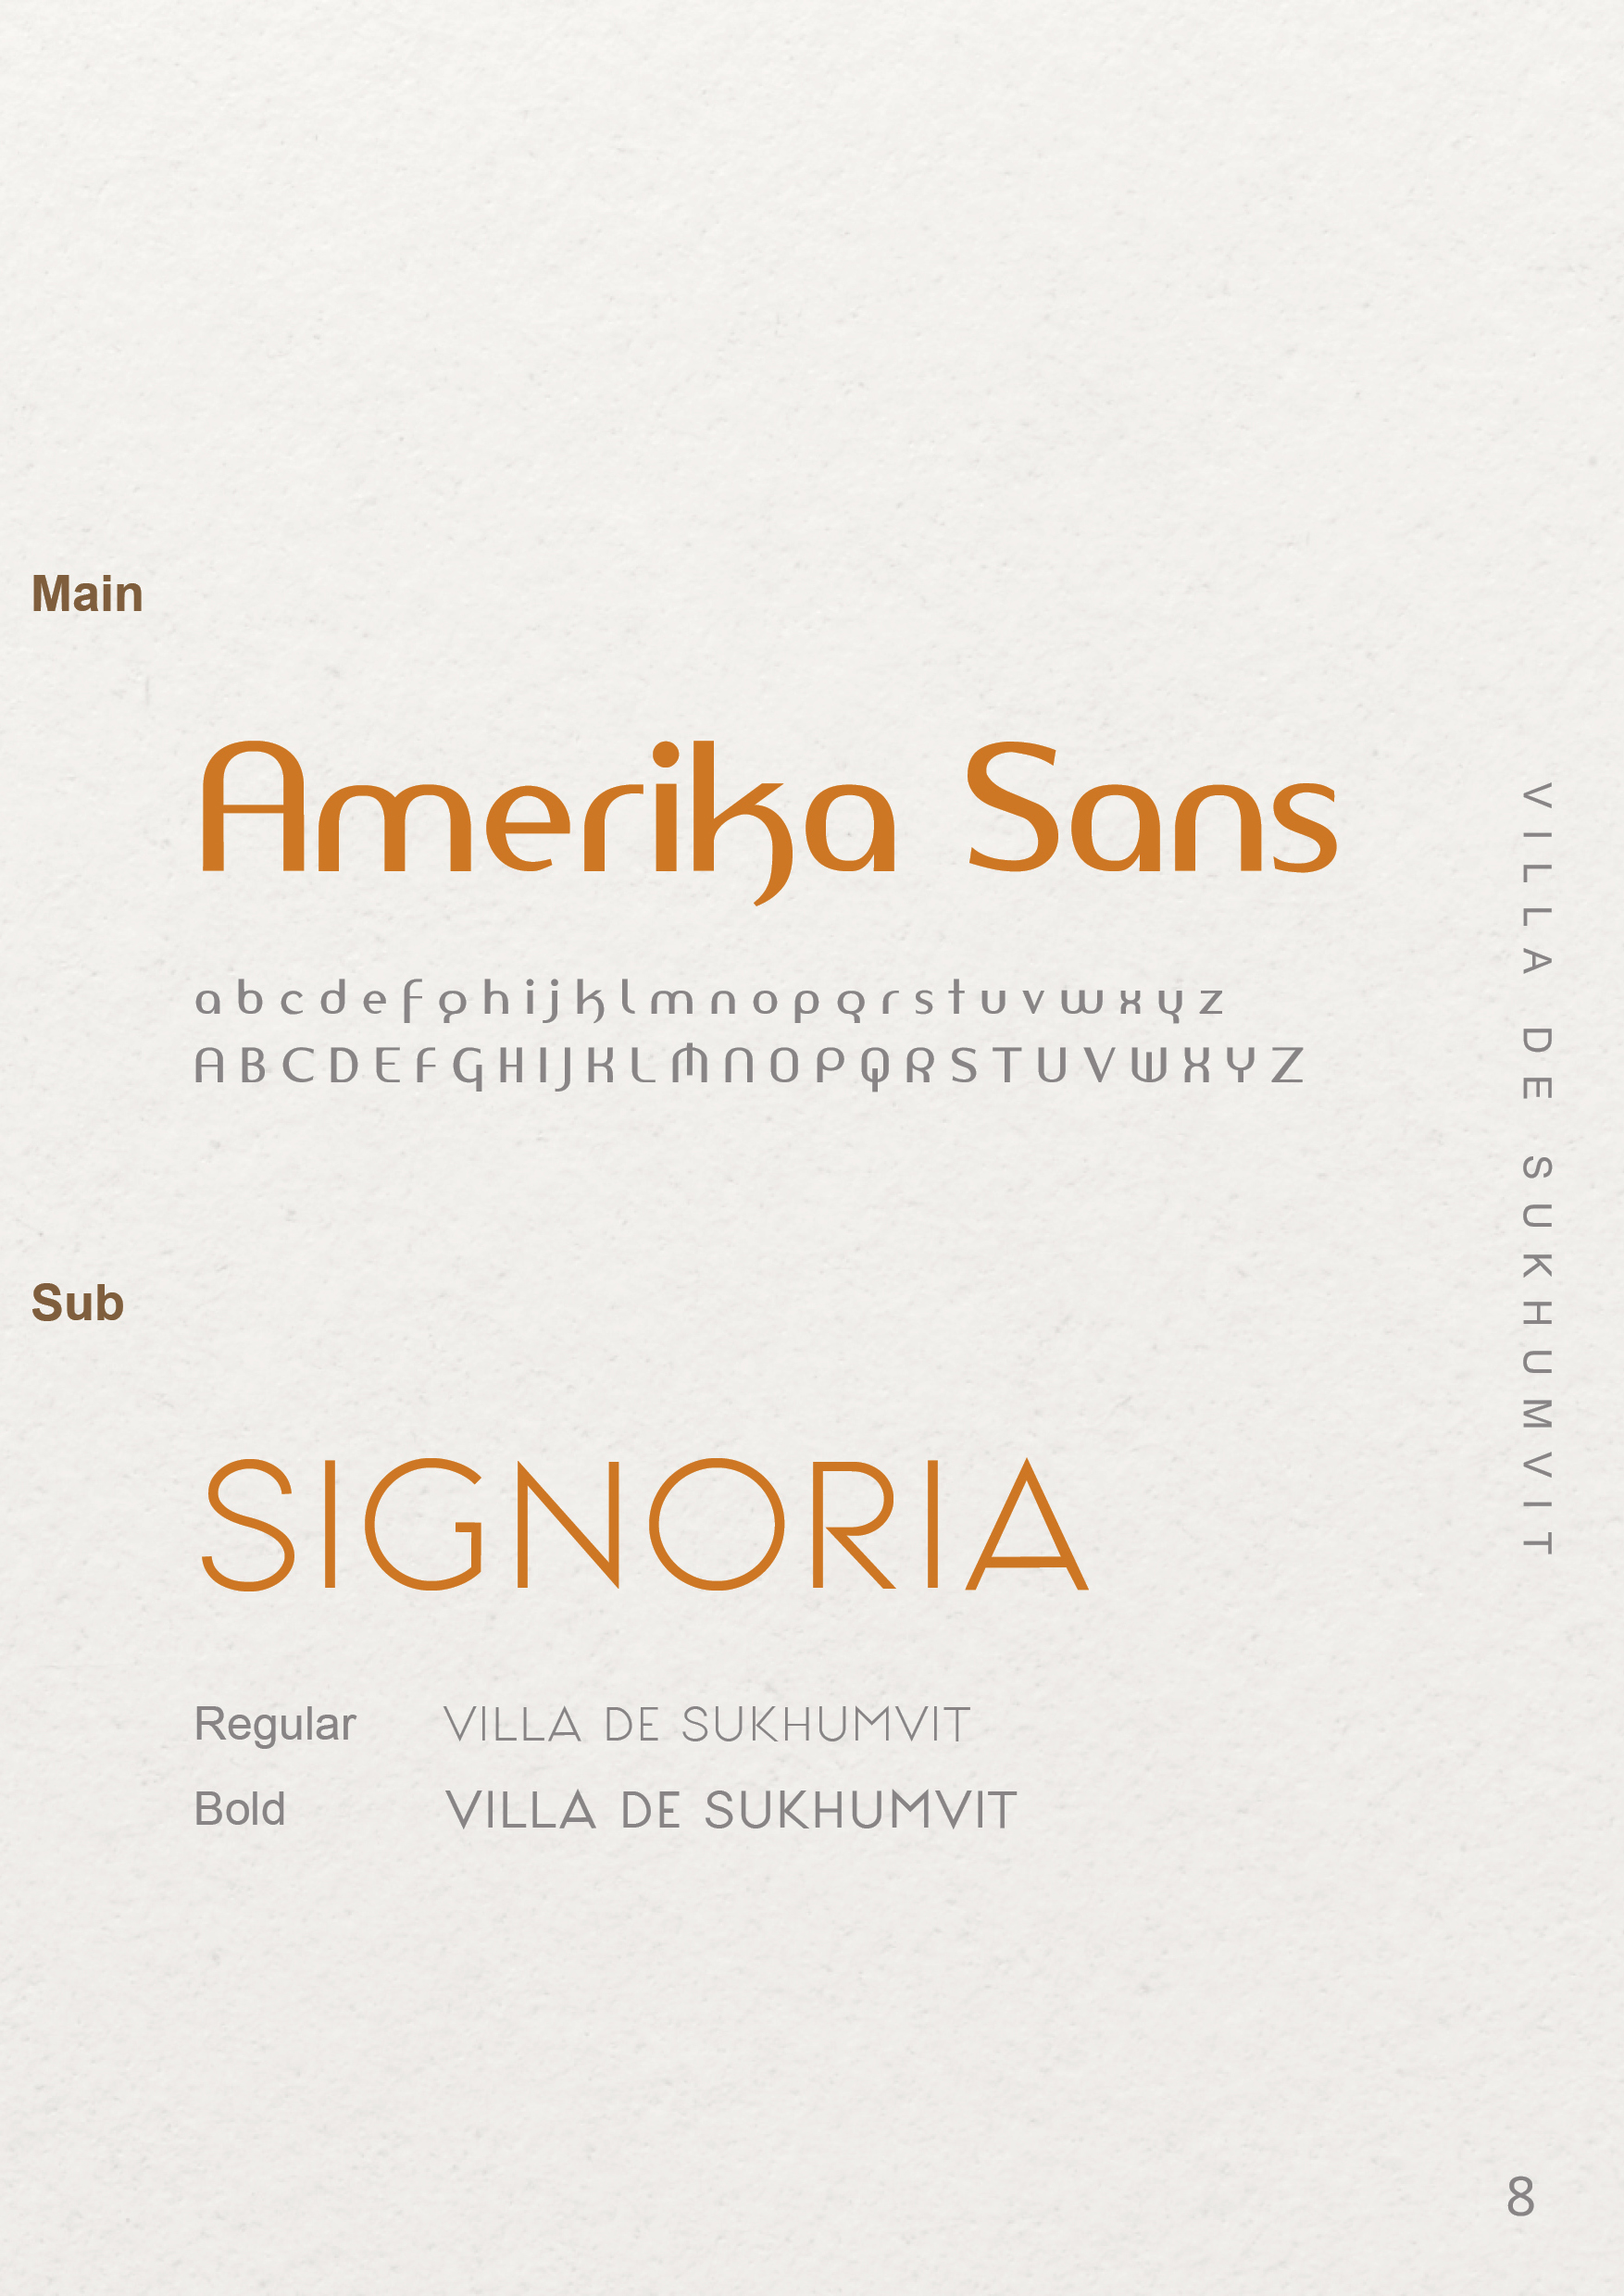 Main
Amerika Sans
a b c d e f g h i j k l m n o p q r s t u v w x y z
A B C D E F G H I J K L M N O P Q R S T U V W X Y Z
VILLA DE SUKHUMVIT
Sub
SIGNORIA
Regular VILLA DE SUKHUMVIT
Bold VILLA DE SUKHUMVIT
8